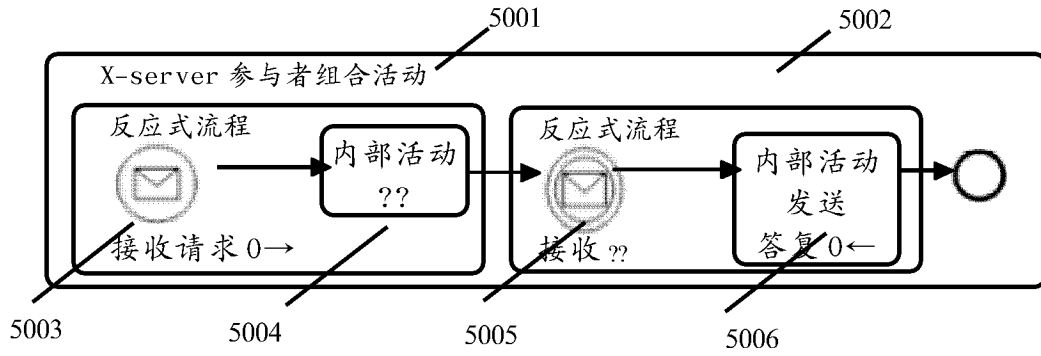 5001
5002
X-server 参与者组合活动
反应式流程
内部活动
??
接收请求 0→
反应式流程
接收 ??
内部活动
发送
答复 0←
5003
5004
5005
5006